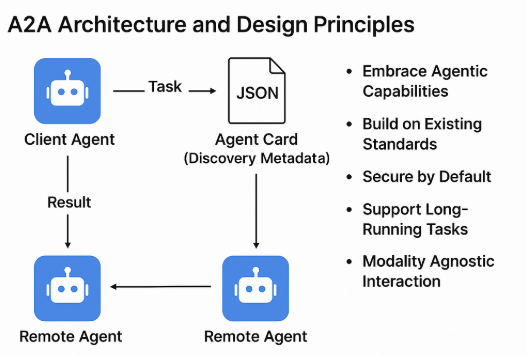 A2A Architecture and Design Principles
Task
JSON
Client Agent
Agent Card
(Discovery Metadata)
Result
Remote Agent
Remote Agent
• Embrace Agentic
Capabilities
• Build on Existing
Standards
• Secure by Default
• Support Long-
Running Tasks
• Modality Agnostic
Interaction